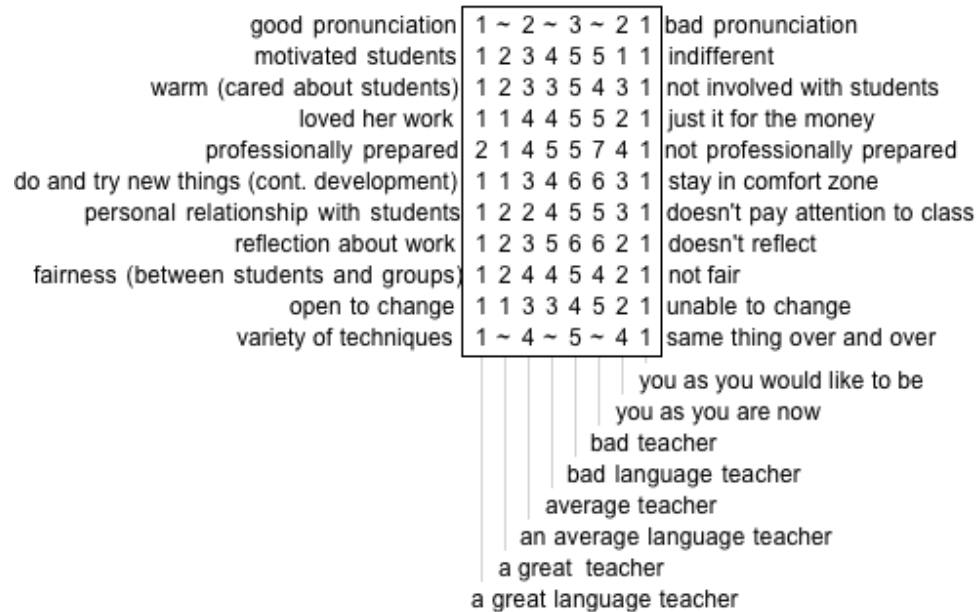 good pronunciation 1 ~ 2 ~ 3 ~ 2 1 bad pronunciation
motivated students 1 2 3 4 5 5 1 1 indifferent
warm (cared about students) 1 2 3 3 5 4 3 1 not involved with students
loved her work 1 1 4 4 5 5 2 1 just it for the money
professionally prepared 2 1 4 5 5 7 4 1 not professionally prepared
do and try new things (cont. development) 1 1 3 4 6 6 3 1 stay in comfort zone
personal relationship with students 1 2 2 4 5 5 3 1 doesn't pay attention to class
reflection about work 1 2 3 5 6 6 2 1 doesn't reflect
fairness (between students and groups) 1 2 4 4 5 4 2 1 not fair
open to change 1 1 3 3 4 5 2 1 unable to change
variety of techniques 1 ~ 4 ~ 5 ~ 4 1 same thing over and over
you as you would like to be
you as you are now
bad teacher
bad language teacher
average teacher
an average language teacher
a great teacher
a great language teacher